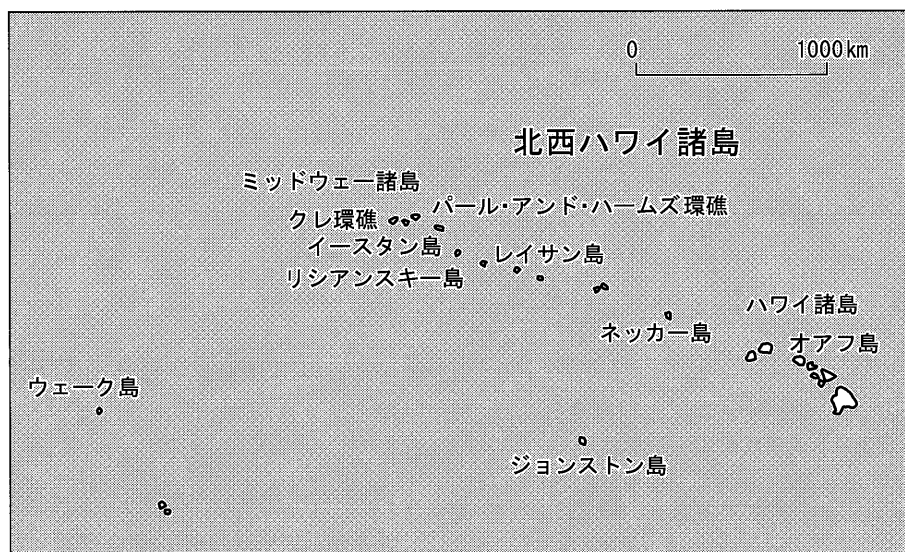 0 1000km
北西ハワイ諸島
ミッドウェー諸島
パール・アンド・ハームズ環礁
クレ環礁
イースタン島
レイサン島
リシアンスキー島
ハワイ諸島
ネッカー島
オアフ島
ウェーク島
ジョンストン島